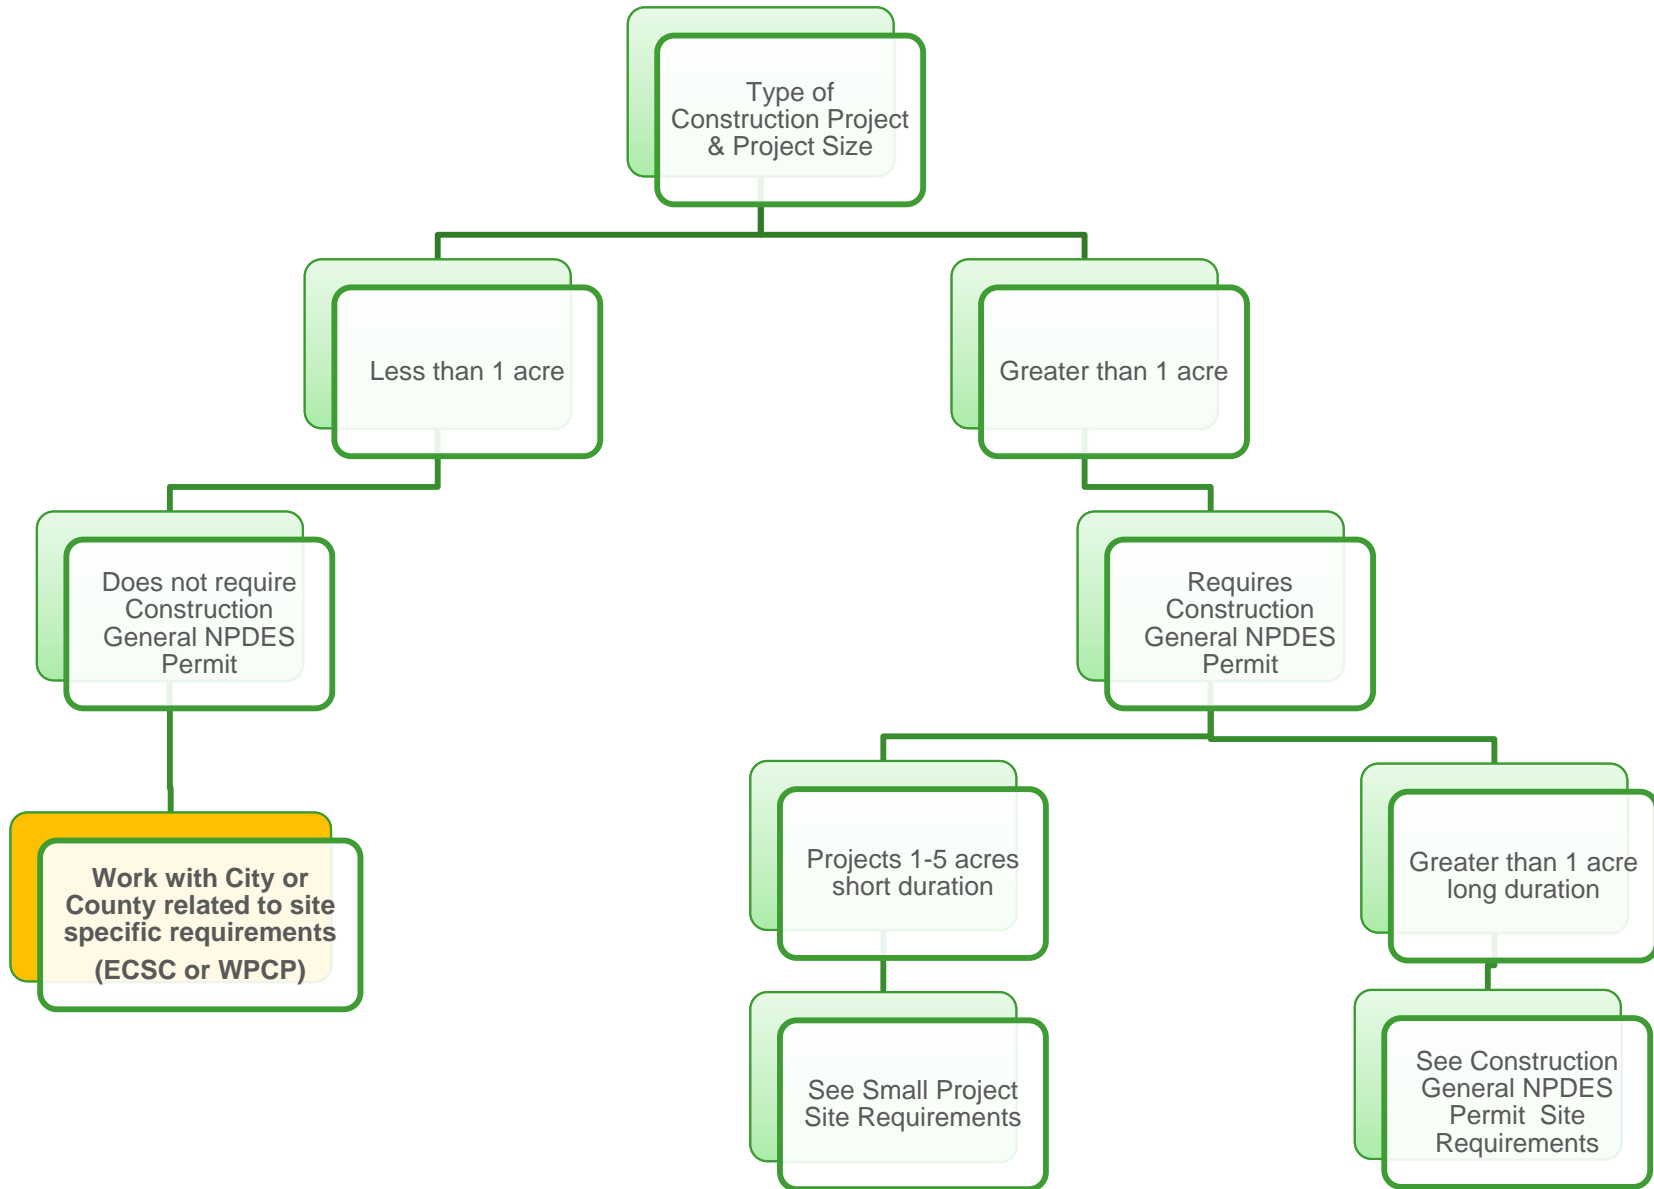 Type of
Construction Project
& Project Size
Less than 1 acre
Greater than 1 acre
Does not require
Construction
General NPDES
Permit
Requires
Construction
General NPDES
Permit
Work with City or
County related to site
specific requirements
(ECSC or WPCP)
Projects 1-5 acres
short duration
Greater than 1 acre
long duration
See Small Project
Site Requirements
See Construction
General NPDES
Permit  Site
Requirements